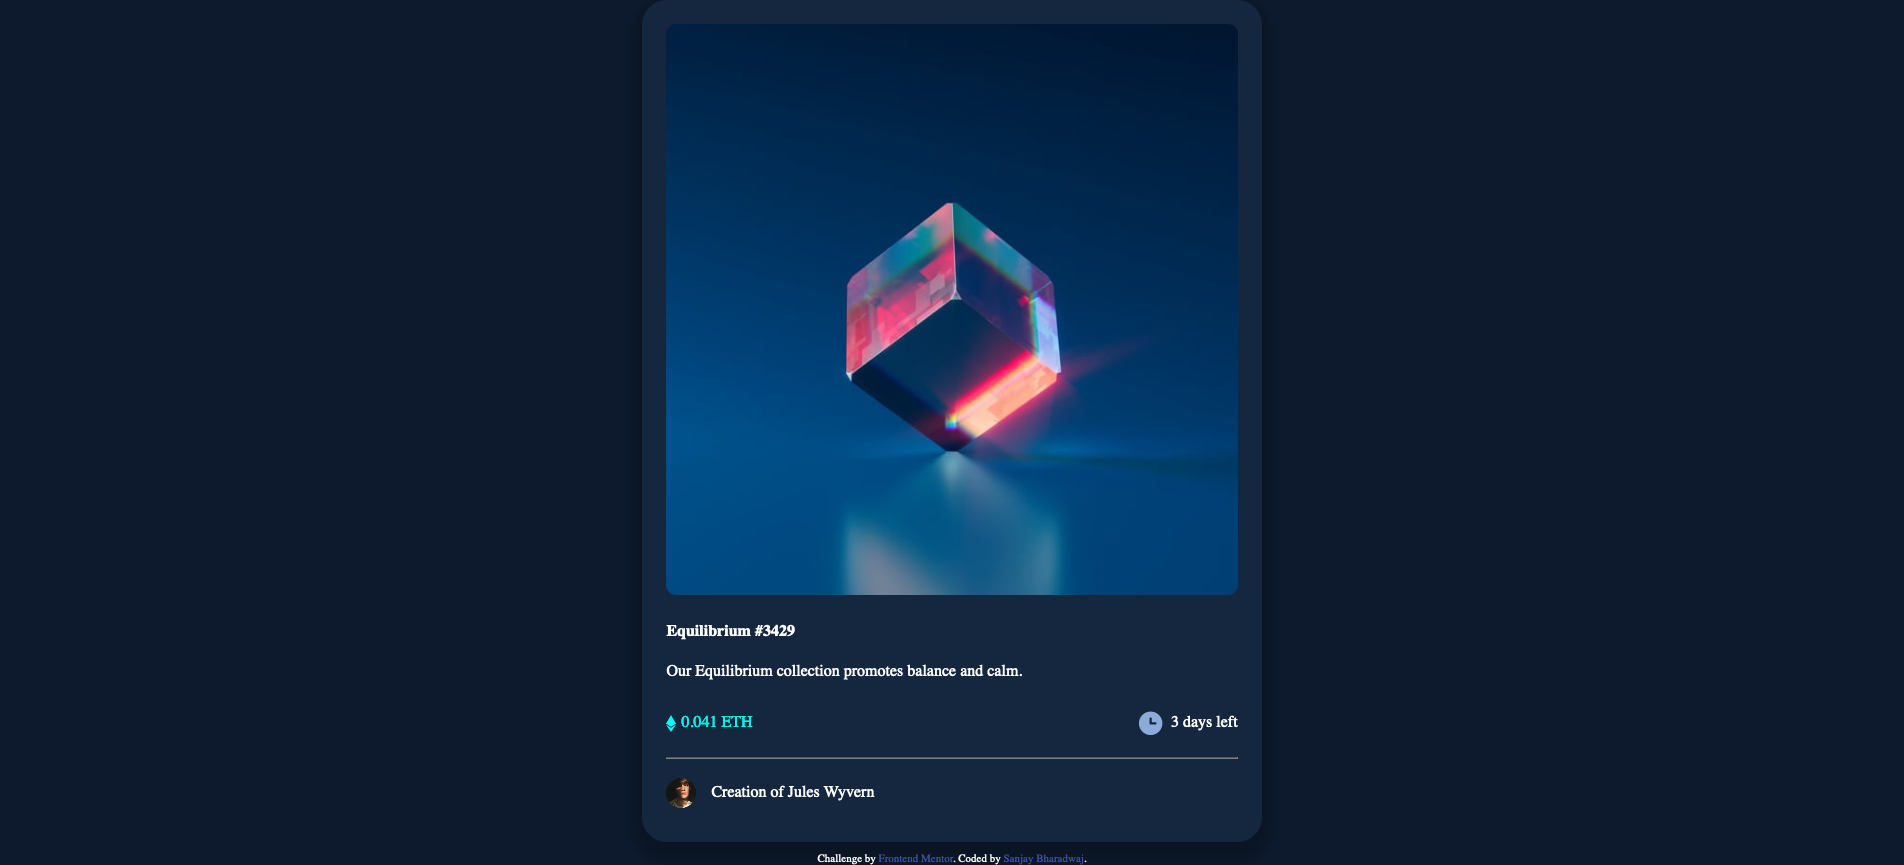 Equilibrium #3429
Our Equilibrium collection promotes balance and calm.
0.041 ETH
3 days left
Creation of Jules Wyvern
Challenge by Frontend Mentor. Coded by Sanjay Bharadwaj.